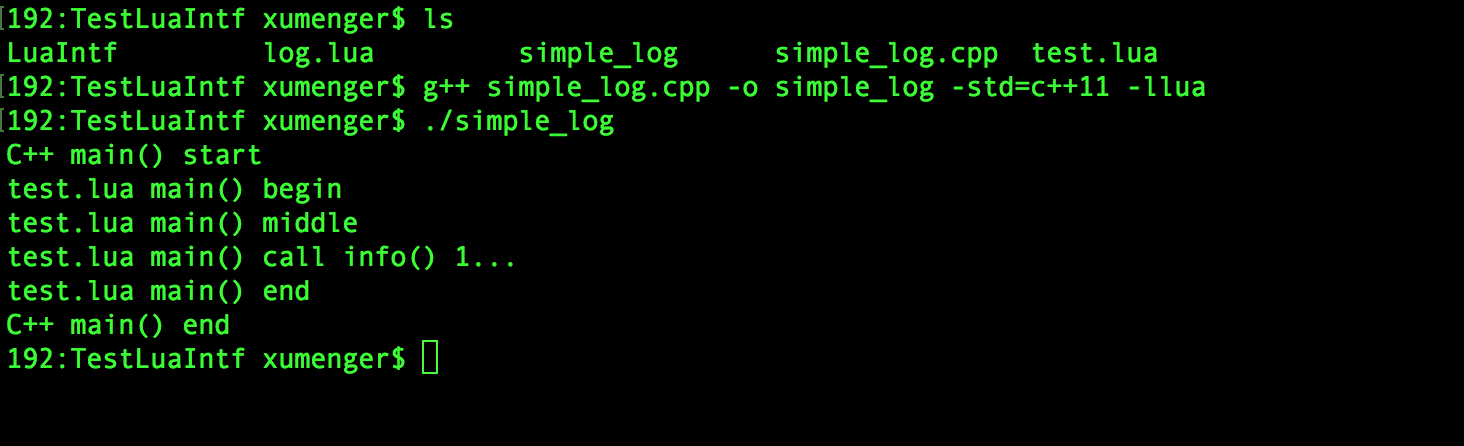 192:TestLuaIntf xumenger$ ls
LuaIntf         log.lua         simple_log      simple_log.cpp  test.lua
192:TestLuaIntf xumenger$ g++ simple_log.cpp -o simple_log -std=c++11 -llua
192:TestLuaIntf xumenger$ ./simple_log
C++ main() start
test.lua main() begin
test.lua main() middle
test.lua main() call info() 1...
test.lua main() end
C++ main() end
192:TestLuaIntf xumenger$